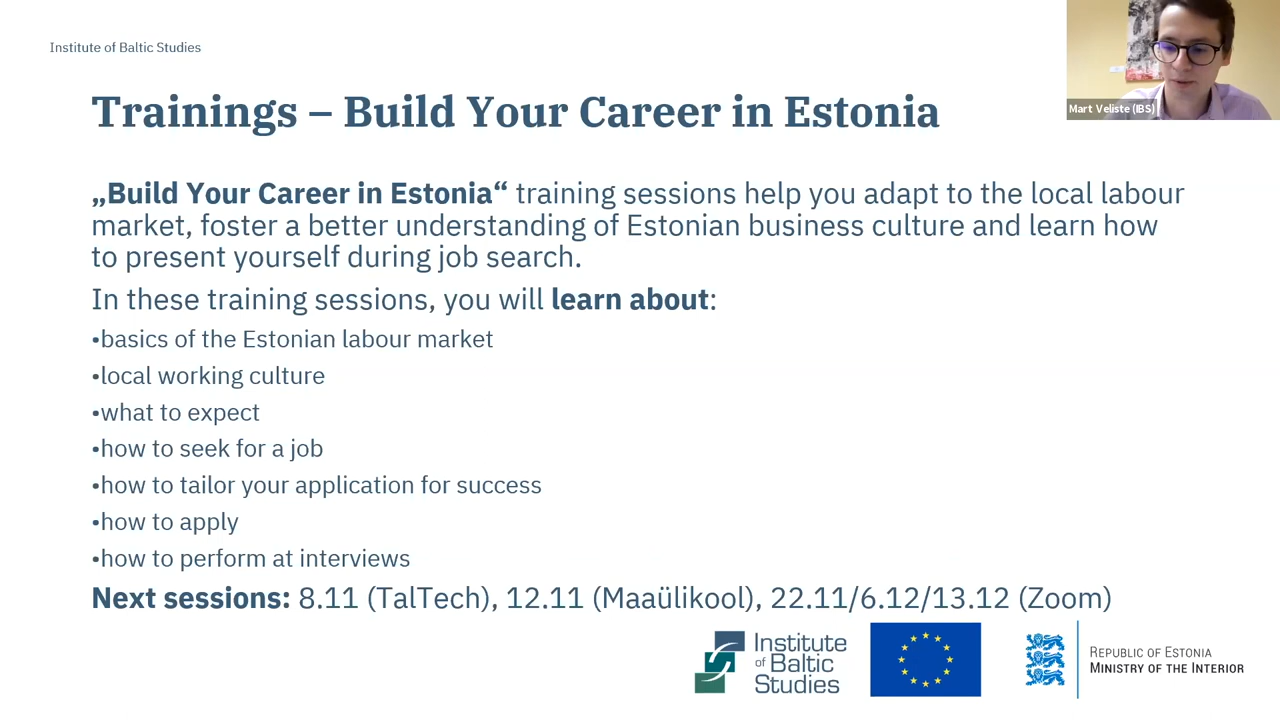 Institute of Baltic Studies
Mart Veliste (IBS)
Trainings – Build Your Career in Estonia
„Build Your Career in Estonia“ training sessions help you adapt to the local labour
market, foster a better understanding of Estonian business culture and learn how
to present yourself during job search.
In these training sessions, you will learn about:
•basics of the Estonian labour market
•local working culture
•what to expect
•how to seek for a job
•how to tailor your application for success
•how to apply
•how to perform at interviews
Next sessions: 8.11 (TalTech), 12.11 (Maaülikool), 22.11/6.12/13.12 (Zoom)
Institute
of Baltic
Studies
REPUBLIC OF ESTONIA
MINISTRY OF THE INTERIOR